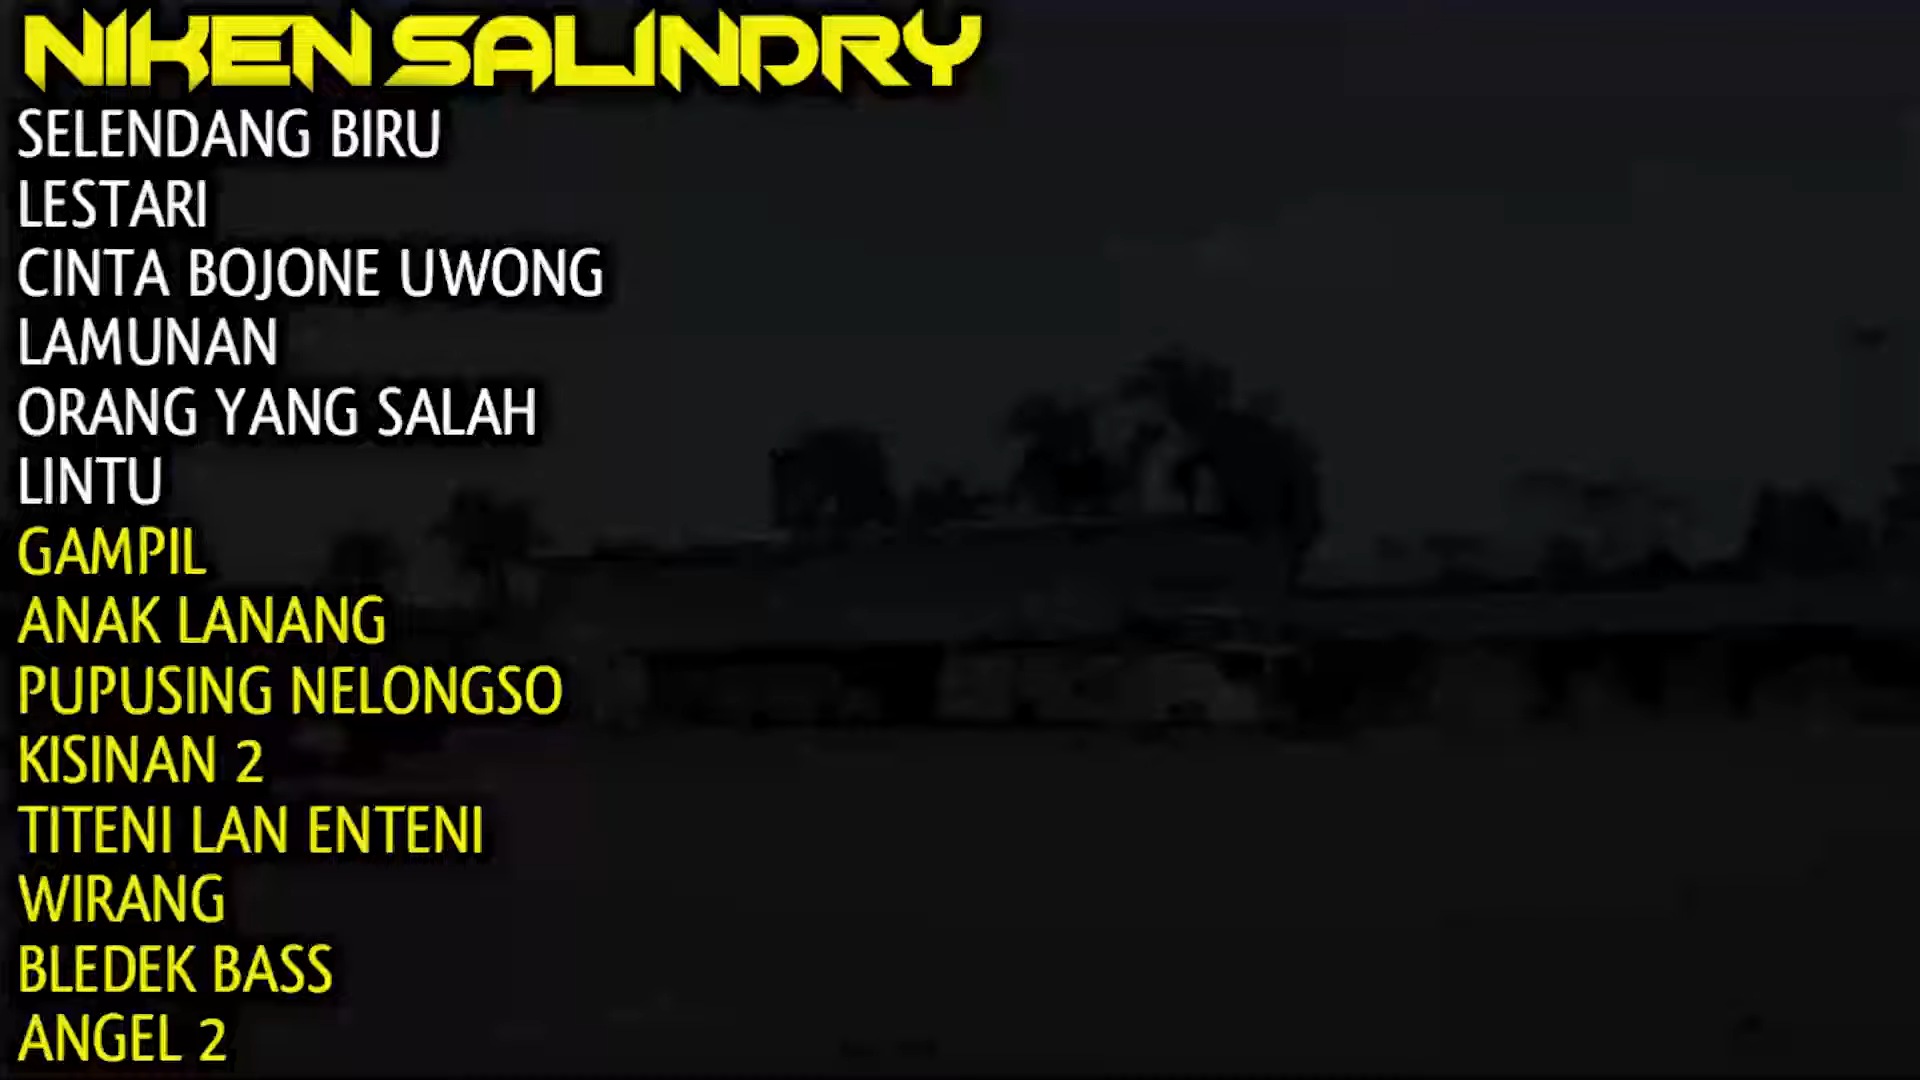 NIKEN SALINDRY
SELENDANG BIRU
LESTARI
CINTA BOJONE UWONG
LAMUNAN
ORANG YANG SALAH
LINTU
GAMPIL
ANAK LANANG
PUPUSING NELONGSO
KISINAN 2
TITENI LAN ENTENI
WIRANG
BLEDEK BASS
ANGEL 2